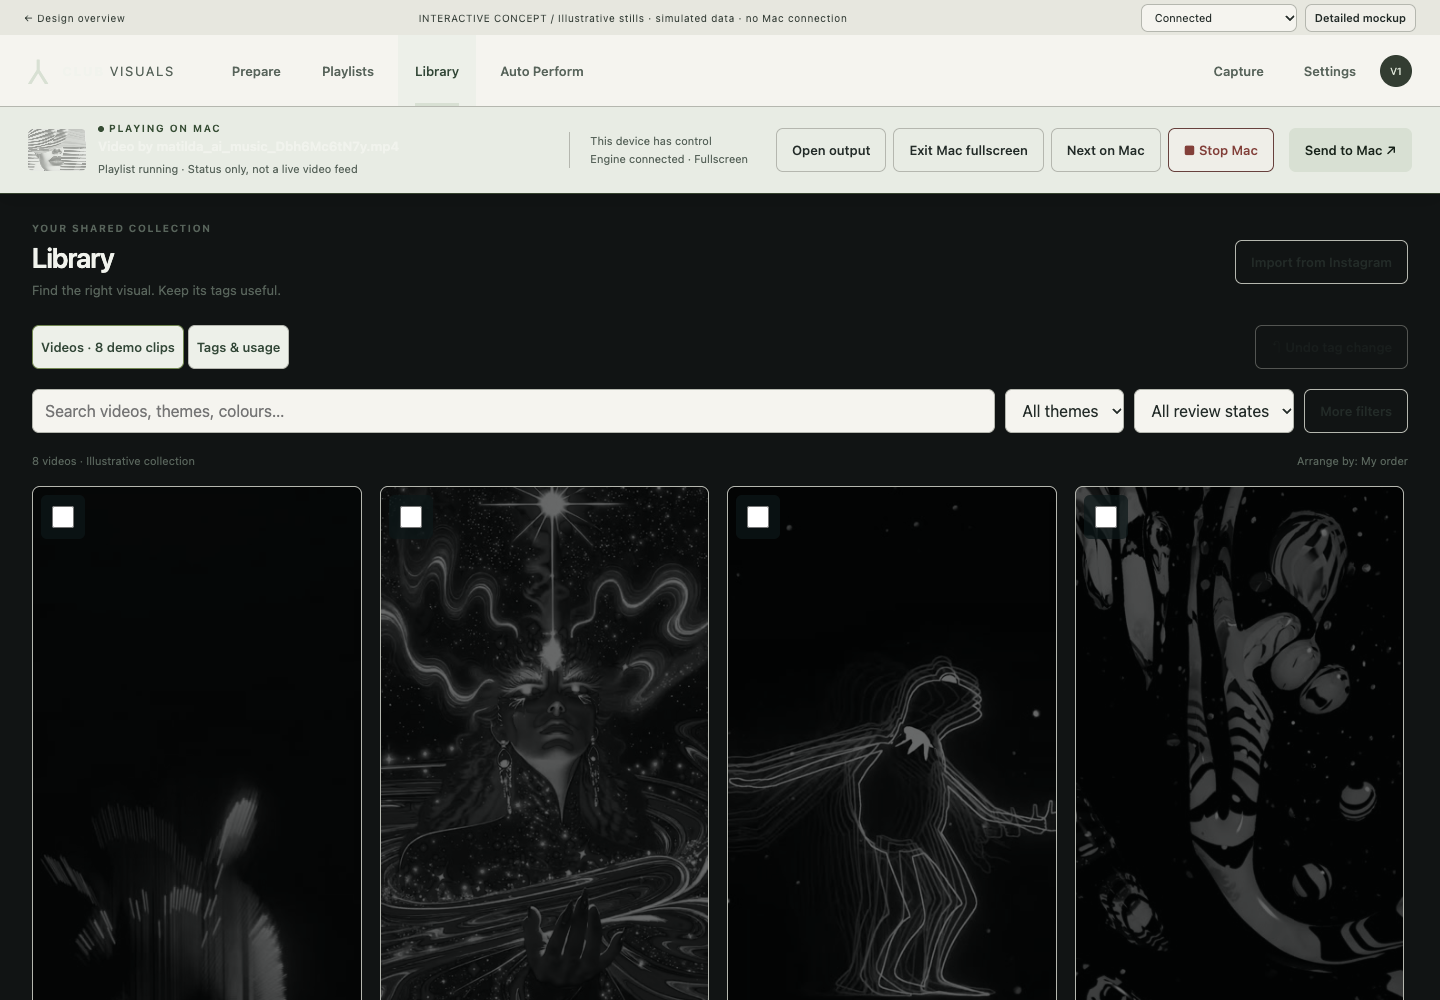 ← Design overview
INTERACTIVE CONCEPT / Illustrative stills · simulated data · no Mac connection
Connected
Detailed mockup
VISUALS
Prepare
Playlists
Library
Auto Perform
Capture
Settings
V1
PLAYING ON MAC
Playlist running · Status only, not a live video feed
This device has control
Engine connected · Fullscreen
Open output
Exit Mac fullscreen
Next on Mac
Stop Mac
Send to Mac ↗
YOUR SHARED COLLECTION
Library
Find the right visual. Keep its tags useful.
Import from Instagram
Videos · 8 demo clips
Tags & usage
Undo tag change
Search videos, themes, colours...
All themes
All review states
More filters
8 videos · Illustrative collection
Arrange by: My order